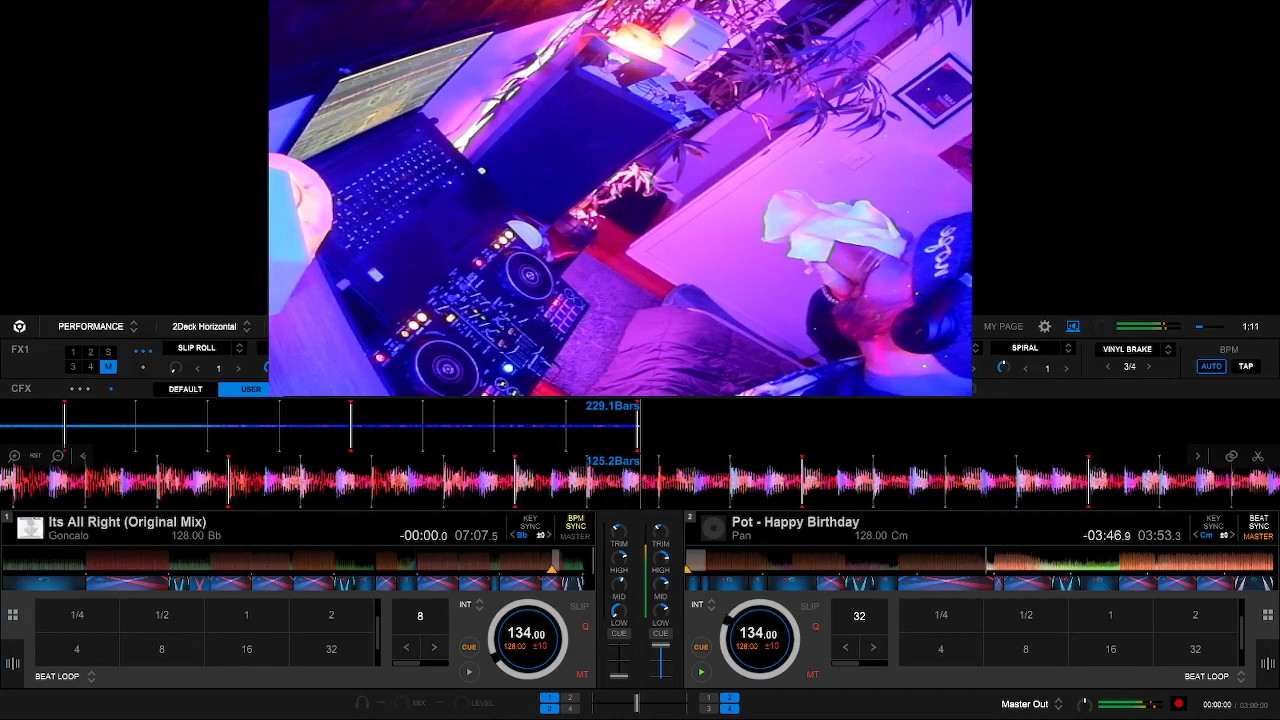 PERFORMANCE
2Deck Horizontal
MY PAGE
1:11
FX1
1 2 S
3 4 M
SLIP ROLL
1
SPIRAL
1
VINYL BRAKE
3/4
BPM
AUTO
TAP
CFX
DEFAULT
USER
229.1Bars
RST
125.2Bars
1
Its All Right (Original Mix)
Goncalo
128.00 Bb
-00:00.0 07:07.5
KEY SYNC
Bb ±0
BPM SYNC
MASTER
2
Pot - Happy Birthday
Pan
128.00 Cm
-03:46.9 03:53.3
KEY SYNC
Cm ±0
BEAT SYNC
MASTER
TRIM
HIGH
MID
LOW
CUE
TRIM
HIGH
MID
LOW
CUE
1/4 1/2 1 2
4 8 16 32
8
BEAT LOOP
INT
SLIP
Q
CUE
MT
134.00
128.00 ±10
INT
SLIP
Q
CUE
MT
134.00
128.00 ±10
32
1/4 1/2 1 2
4 8 16 32
BEAT LOOP
MIX
LEVEL
1 2
3 4
1 2
3 4
Master Out
00:00:00 / 03:00:00